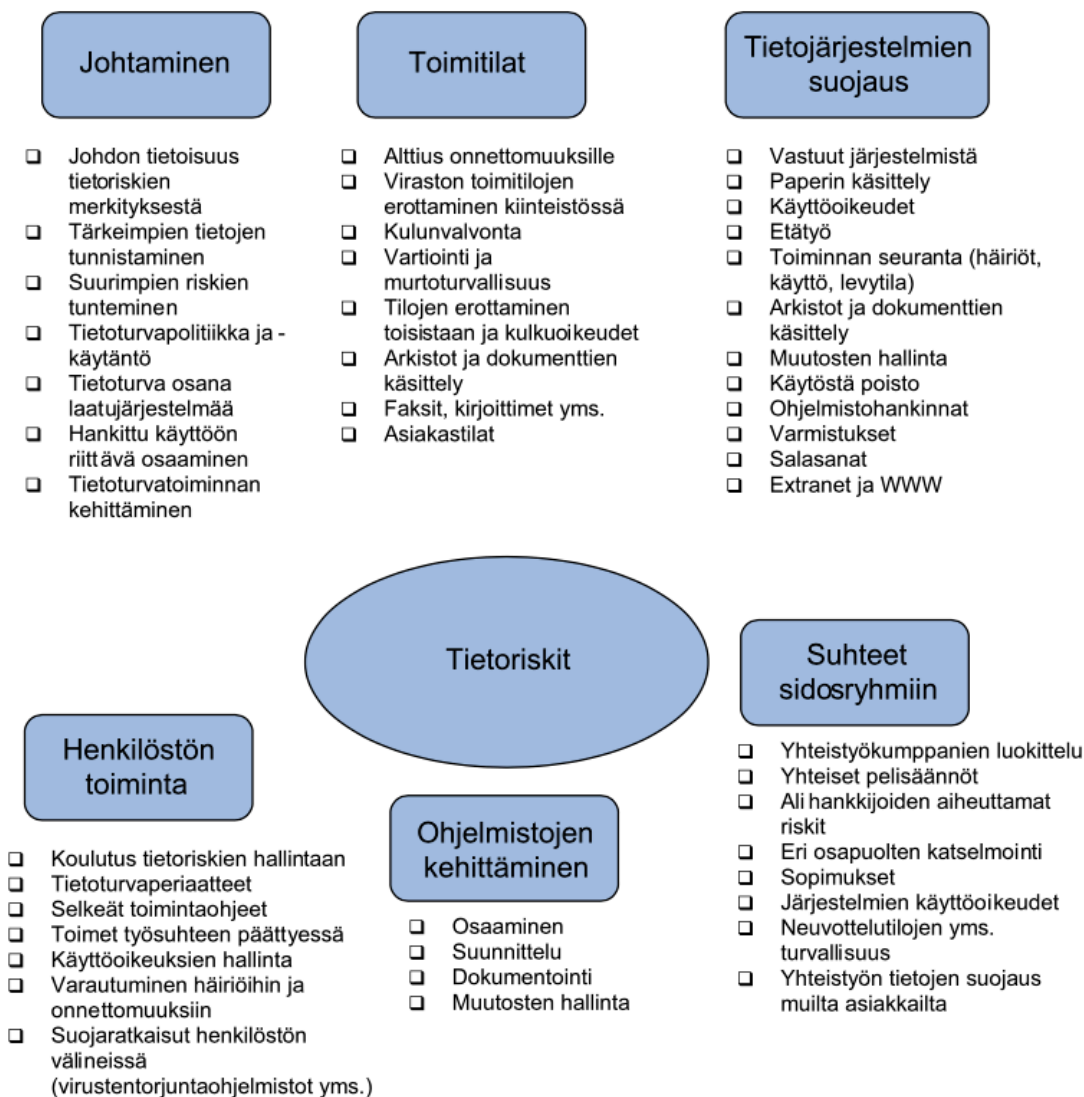 Johtaminen
❑ Johdon tietoisuus
tietoriskien
merkityksestä
❑ Tärkeimpien tietojen
tunnistaminen
❑ Suurimpien riskien
tunteminen
❑ Tietoturvapolitiikka ja -
käytäntö
❑ Tietoturva osana
laatujärjestelmää
❑ Hankittu käyttöön
riittävä osaaminen
❑ Tietoturvatoiminnan
kehittäminen
Toimitilat
❑ Alttius onnettomuuksille
❑ Viraston toimitilojen
erottaminen kiinteistössä
❑ Kulunvalvonta
❑ Vartiointi ja
murtoturvallisuus
❑ Tilojen erottaminen
toisistaan ja kulkuoikeudet
❑ Arkistot ja dokumenttien
käsittely
❑ Faksit, kirjoittimet yms.
❑ Asiakastilat
Tietojärjestelmien
suojaus
❑ Vastuut järjestelmistä
❑ Paperin käsittely
❑ Käyttöoikeudet
❑ Etätyö
❑ Toiminnan seuranta (häiriöt,
käyttö, levytila)
❑ Arkistot ja dokumenttien
käsittely
❑ Muutosten hallinta
❑ Käytöstä poisto
❑ Ohjelmistohankinnat
❑ Varmistukset
❑ Salasanat
❑ Extranet ja WWW
Tietoriskit
Henkilöstön
toiminta
❑ Koulutus tietoriskien hallintaan
❑ Tietoturvaperiaatteet
❑ Selkeät toimintaohjeet
❑ Toimet työsuhteen päättyessä
❑ Käyttöoikeuksien hallinta
❑ Varautuminen häiriöihin ja
onnettomuuksiin
❑ Suojaratkaisut henkilöstön
välineissä
(virustentorjuntaohjelmistot yms.)
Ohjelmistojen
kehittäminen
❑ Osaaminen
❑ Suunnittelu
❑ Dokumentointi
❑ Muutosten hallinta
Suhteet
sidosryhmiin
❑ Yhteistyökumppanien luokittelu
❑ Yhteiset pelisäännöt
❑ Ali hankkijoiden aiheuttamat
riskit
❑ Eri osapuolten katselmointi
❑ Sopimukset
❑ Järjestelmien käyttöoikeudet
❑ Neuvottelutilojen yms.
turvallisuus
❑ Yhteistyön tietojen suojaus
muilta asiakkailta